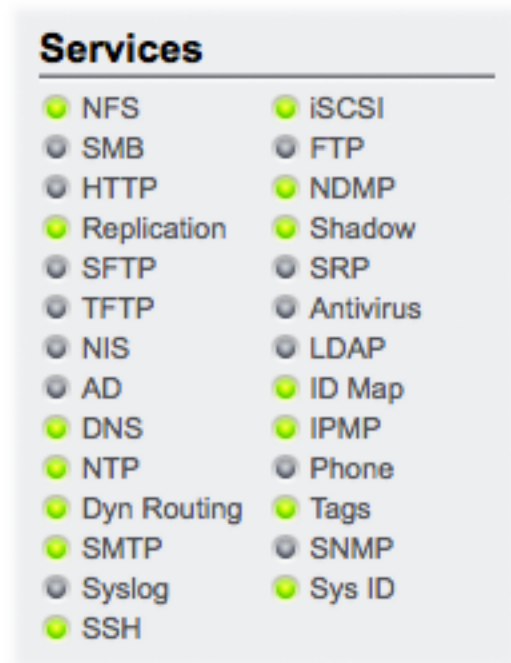 Services
NFS iSCSI
SMB FTP
HTTP NDMP
Replication Shadow
SFTP SRP
TFTP Antivirus
NIS LDAP
AD ID Map
DNS IPMP
NTP Phone
Dyn Routing Tags
SMTP SNMP
Syslog Sys ID
SSH